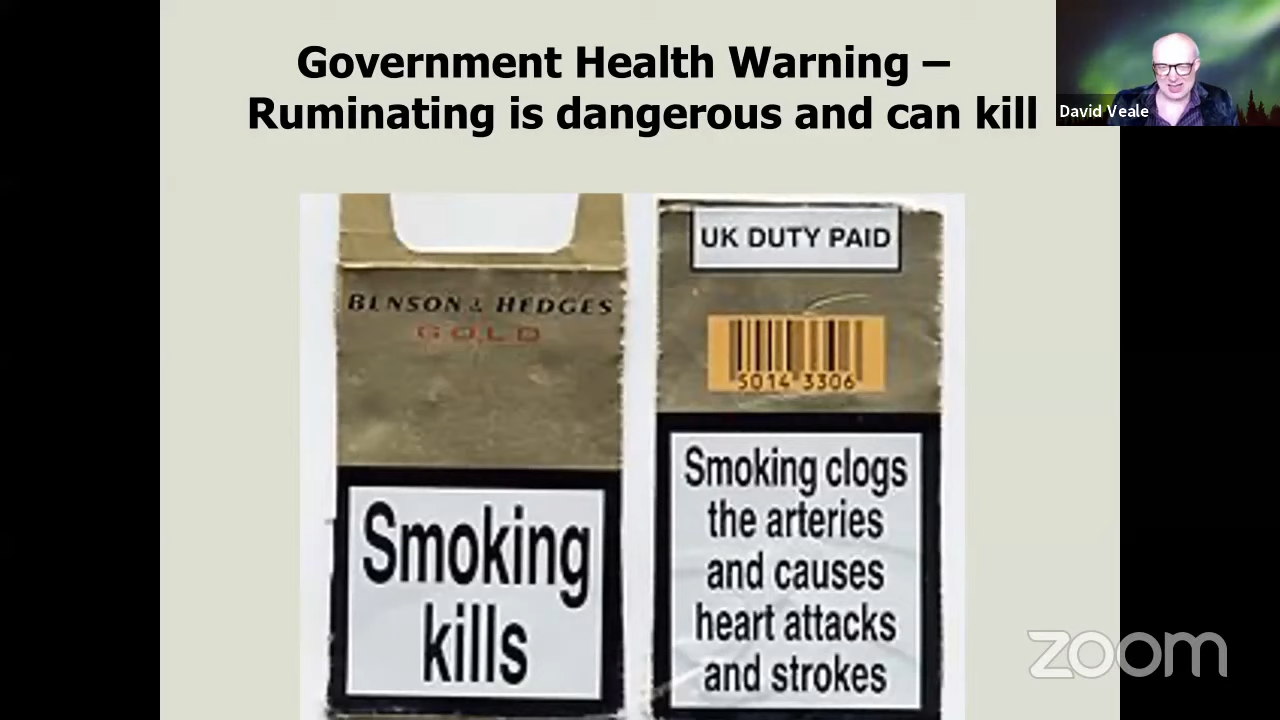 Government Health Warning –
Ruminating is dangerous and can kill
David Veale
BENSON & HEDGES
GOLD
Smoking
kills
UK DUTY PAID
5014 3306
Smoking clogs
the arteries
and causes
heart attacks
and strokes
zoom